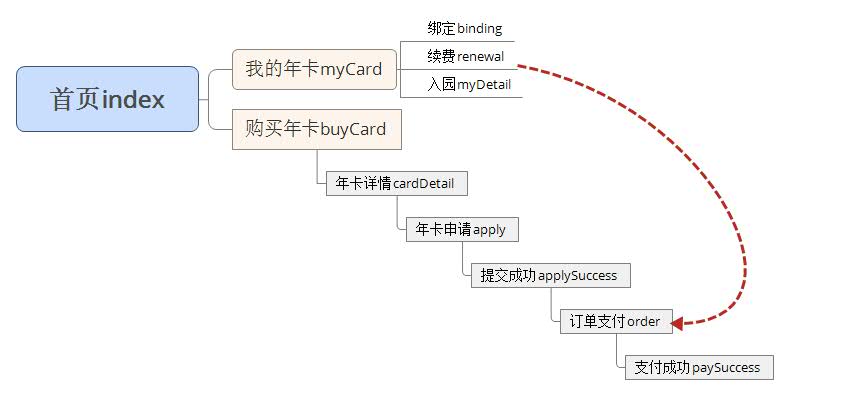 绑定binding
续费renewal
我的年卡myCard
入园myDetail
首页index
购买年卡buyCard
年卡详情cardDetail
年卡申请apply
提交成功applySuccess
订单支付order
支付成功paySuccess